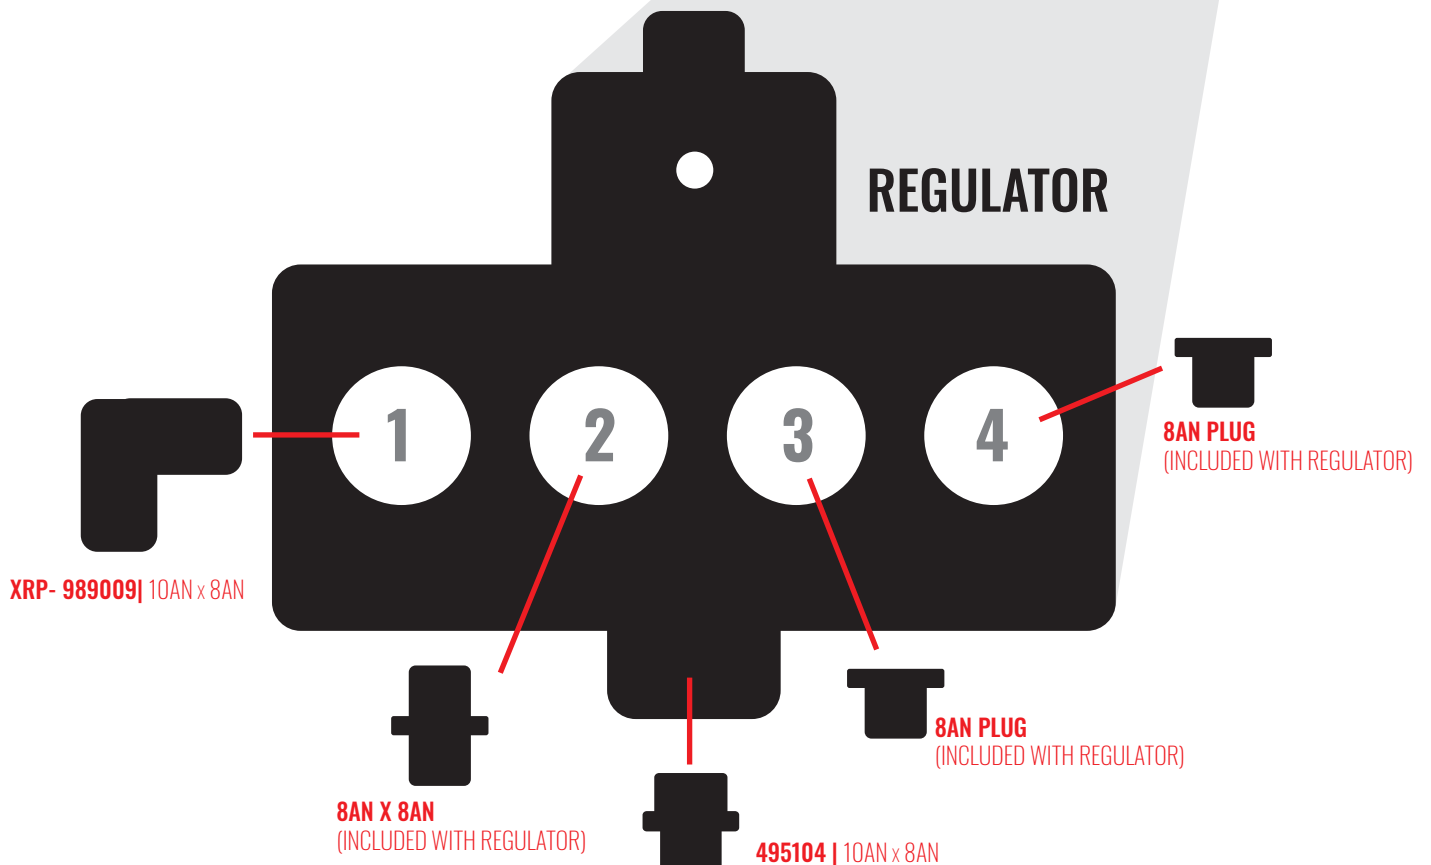 REGULATOR
1 2 3 4
8AN PLUG
(INCLUDED WITH REGULATOR)
XRP- 989009| 10AN x 8AN
8AN PLUG
(INCLUDED WITH REGULATOR)
8AN X 8AN
(INCLUDED WITH REGULATOR)
495104 | 10AN x 8AN